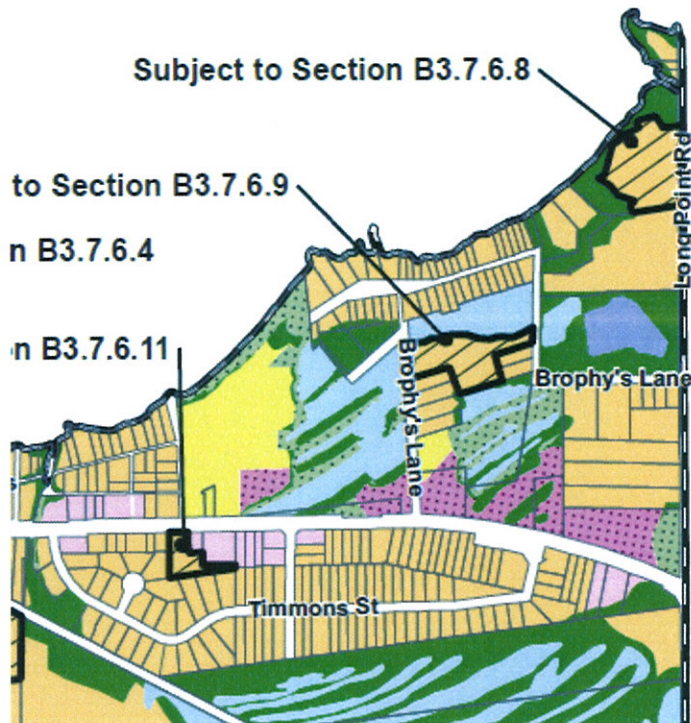 Subject to Section B3.7.6.8
Long Point Rd
to Section B3.7.6.9
n B3.7.6.4
n B3.7.6.11
Brophy's Lane
Brophy's Lane
Timmons St